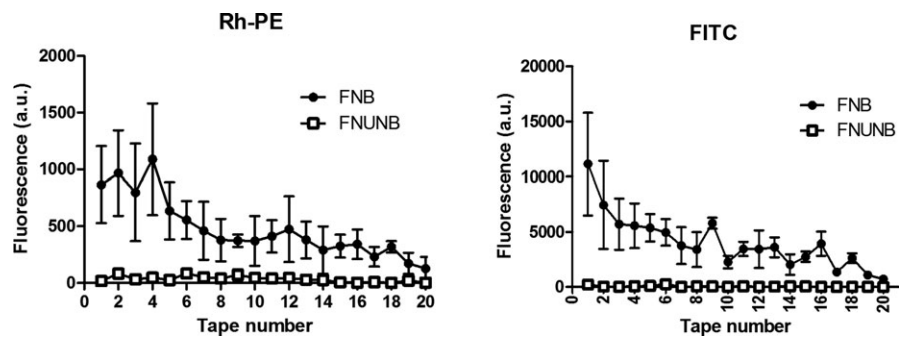 Rh-PE
2000
1500
1000
500
0
Fluorescence (a.u.)
FNB
FNUNB
0 2 4 6 8 10 12 14 16 18 20
Tape number
FITC
20000
15000
10000
5000
0
Fluorescence (a.u.)
FNB
FNUNB
0 2 4 6 8 10 12 14 16 18 20
Tape number